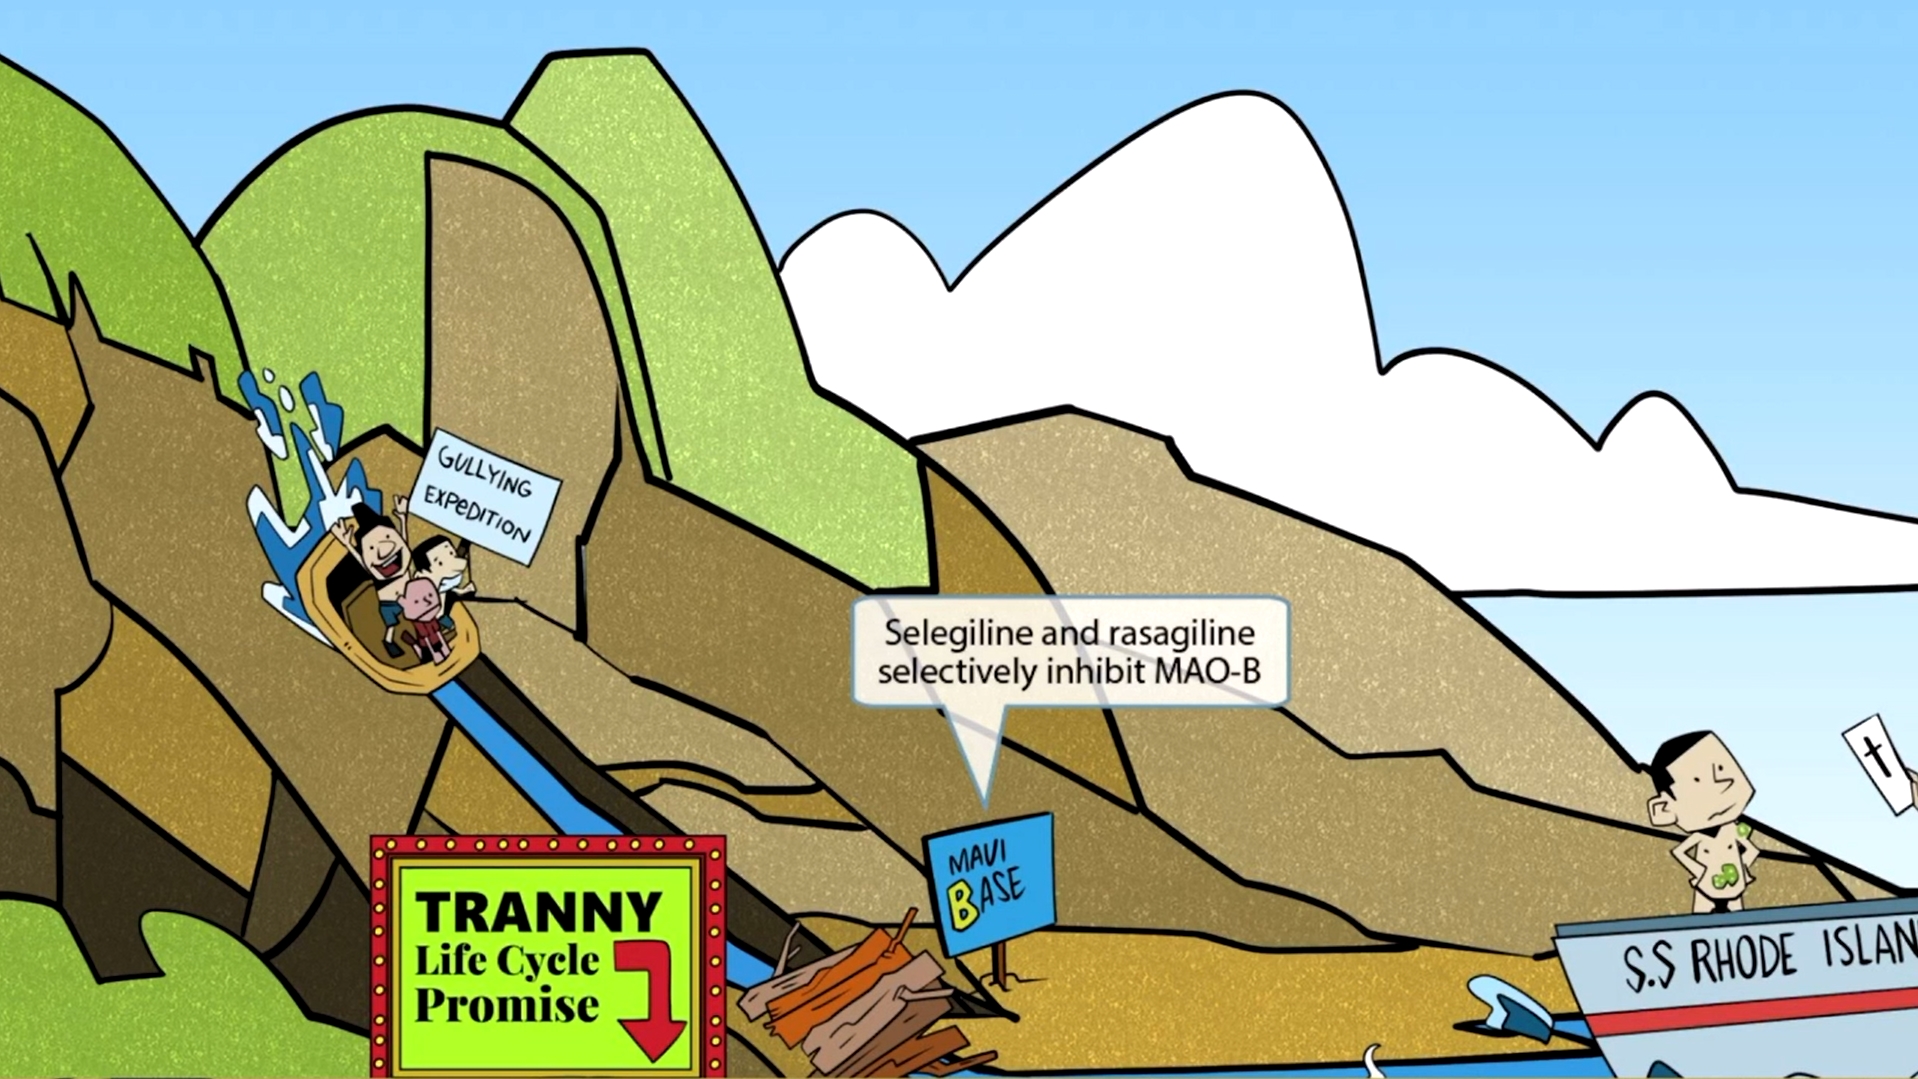 GULLYING
EXPEDITION
Selegiline and rasagiline
selectively inhibit MAO-B
MAUI
BASE
TRANNY
Life Cycle
Promise
S.S RHODE ISLAN